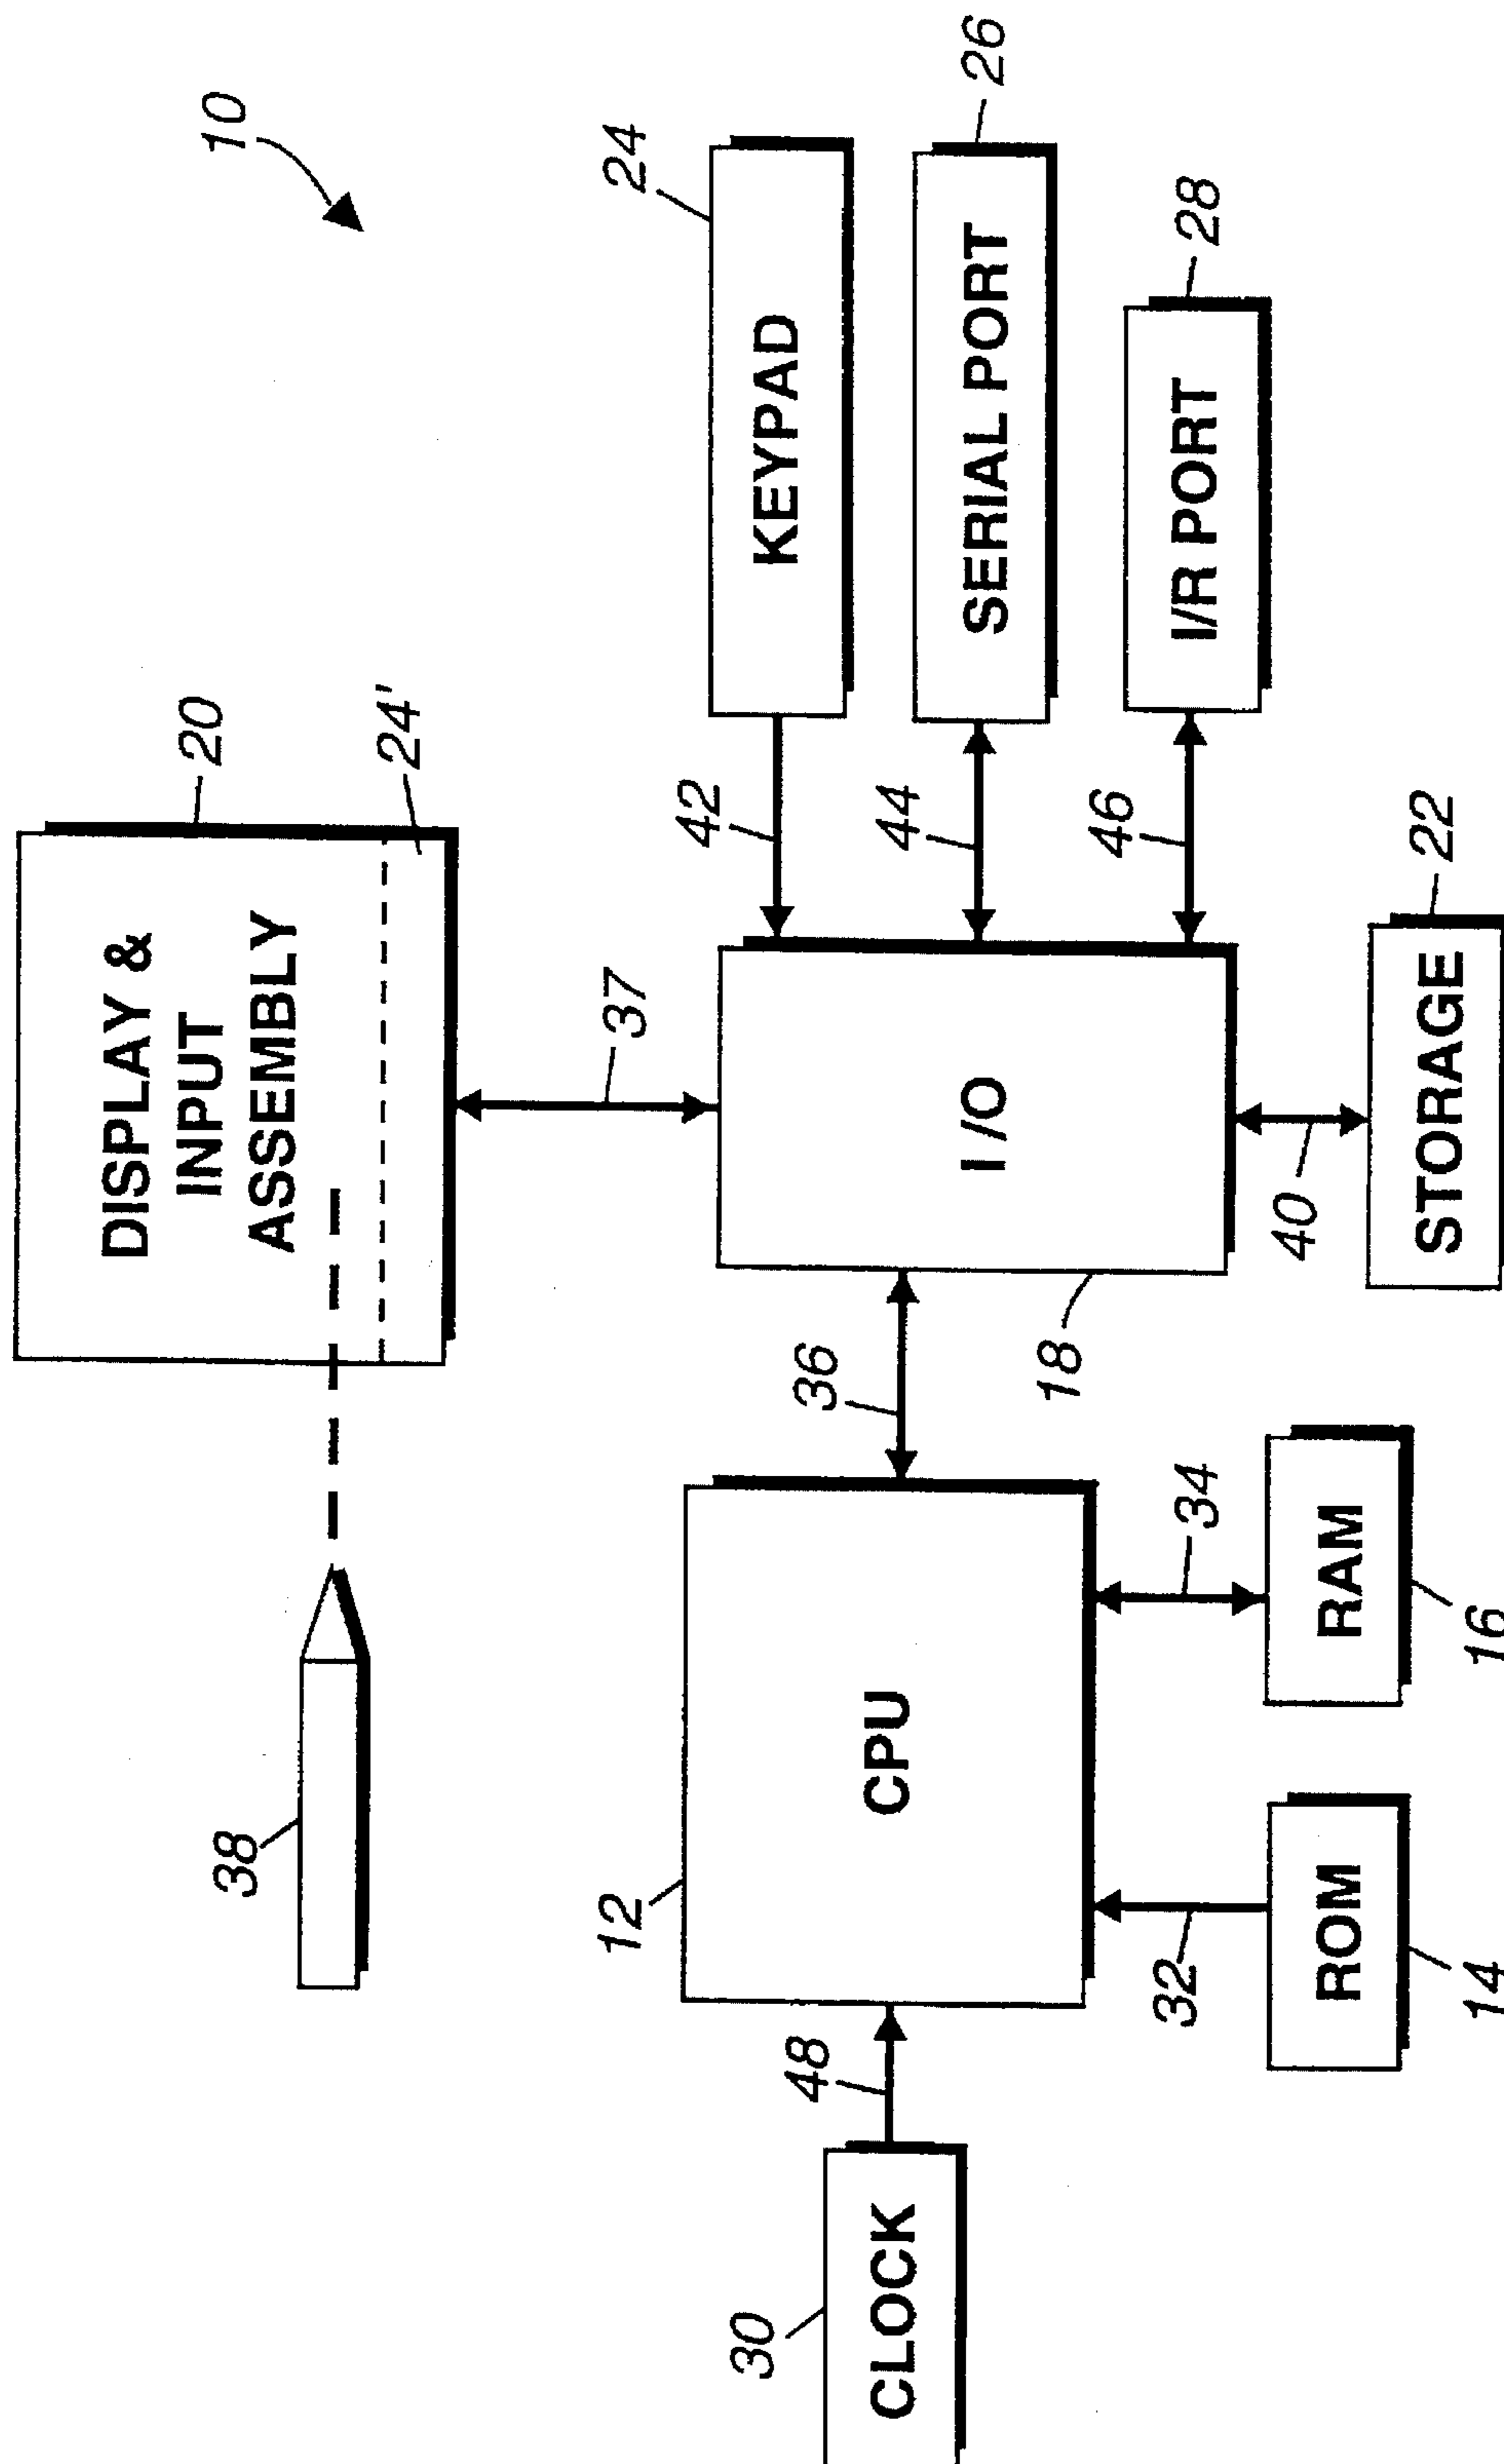 10
20
DISPLAY &
INPUT
ASSEMBLY
24'
38
37
24
KEYPAD
42
26
SERIAL PORT
44
28
I/R PORT
46
I/O
18
36
12
CPU
30
CLOCK
48
32
ROM
14
34
RAM
16
40
STORAGE
22